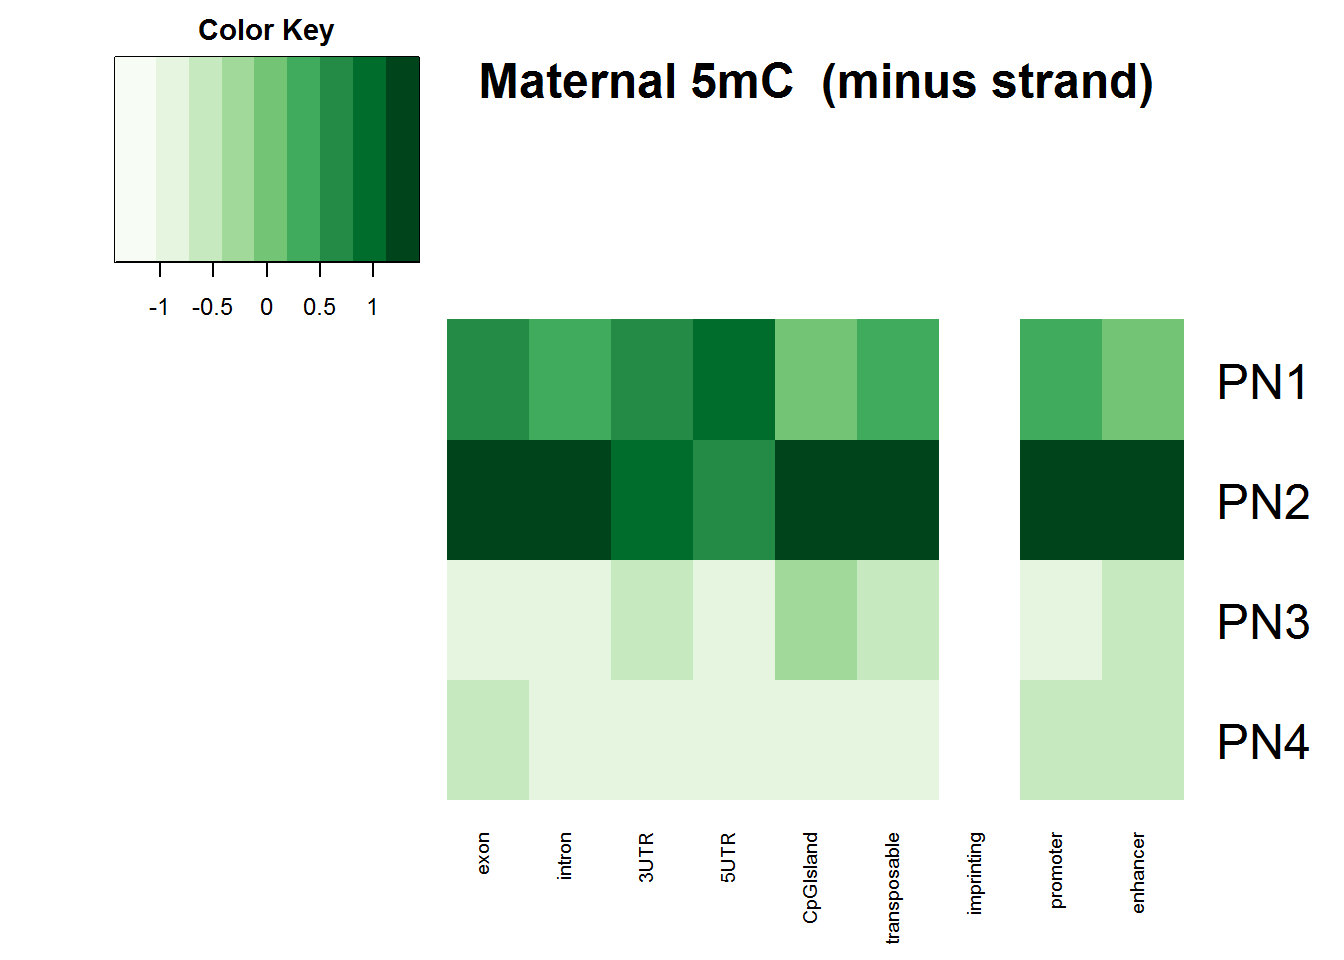 Color Key
Maternal 5mC  (minus strand)
-1 -0.5 0 0.5 1
PN1
PN2
PN3
PN4
exon
intron
3UTR
5UTR
CpGIsland
transposable
imprinting
promoter
enhancer